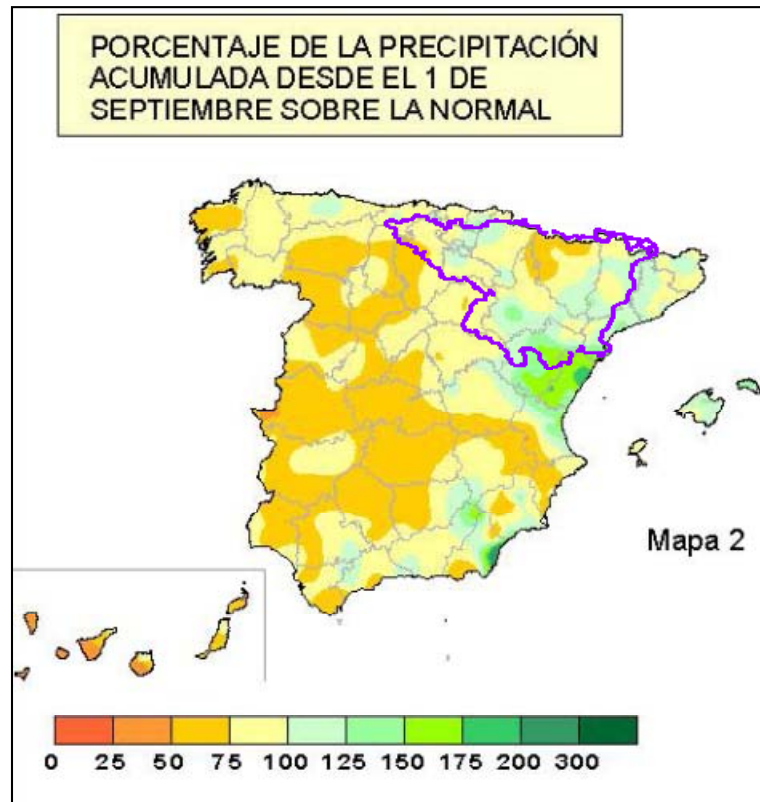 PORCENTAJE DE LA PRECIPITACIÓN
ACUMULADA DESDE EL 1 DE
SEPTIEMBRE SOBRE LA NORMAL
Mapa 2
0 25 50 75 100 125 150 175 200 300